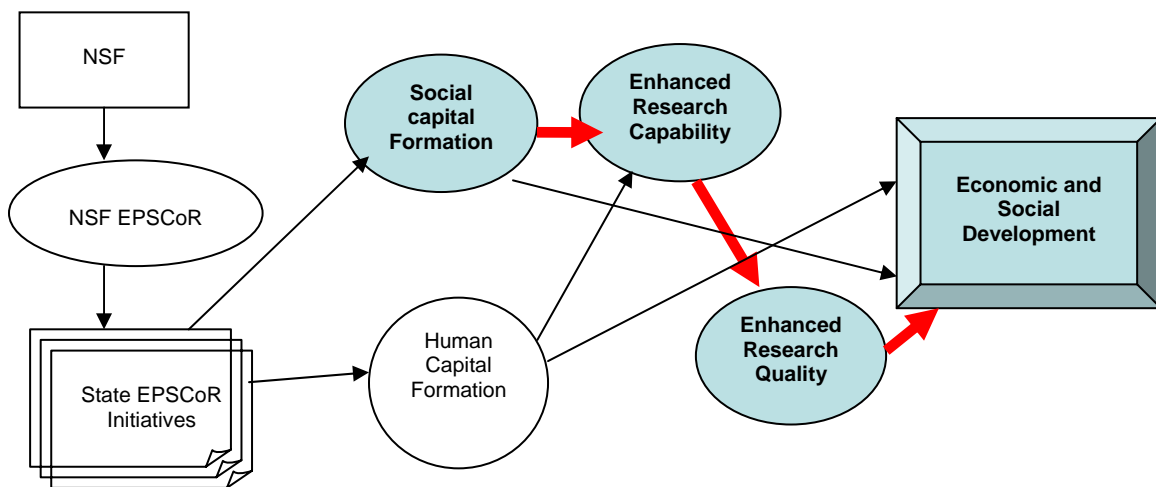 NSF
NSF EPSCoR
State EPSCoR
Initiatives
Social
capital
Formation
Human
Capital
Formation
Enhanced
Research
Capability
Enhanced
Research
Quality
Economic and
Social
Development